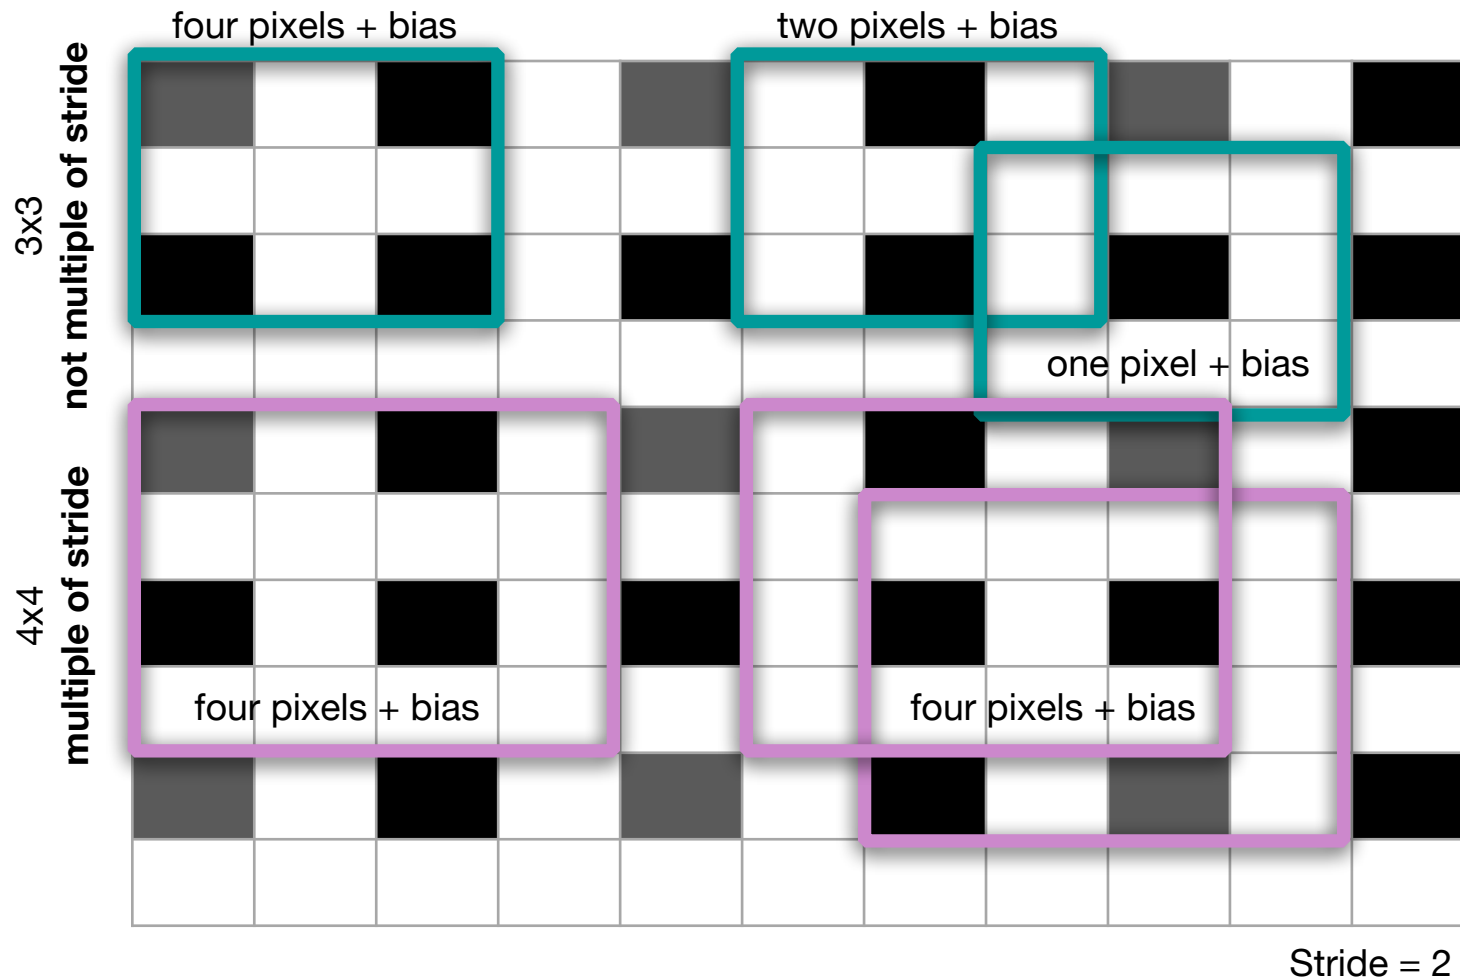 four pixels + bias
two pixels + bias
3x3
not multiple of stride
one pixel + bias
4x4
multiple of stride
four pixels + bias
four pixels + bias
Stride = 2